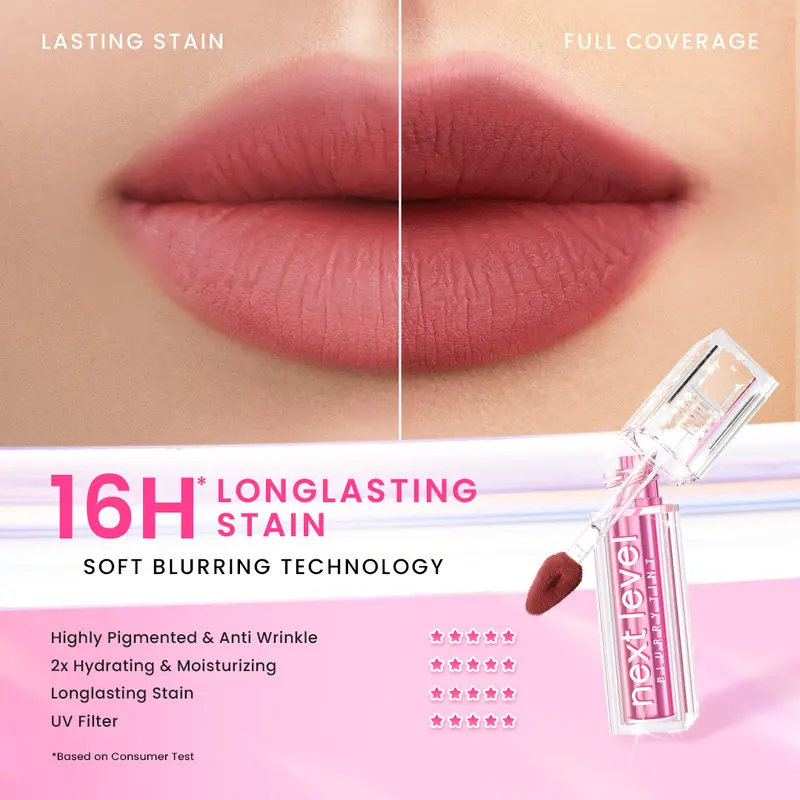 LASTING STAIN
FULL COVERAGE
16H* LONGLASTING
STAIN
SOFT BLURRING TECHNOLOGY
Highly Pigmented & Anti Wrinkle
2x Hydrating & Moisturizing
Longlasting Stain
UV Filter
*Based on Consumer Test
next level
BLURRY TINT